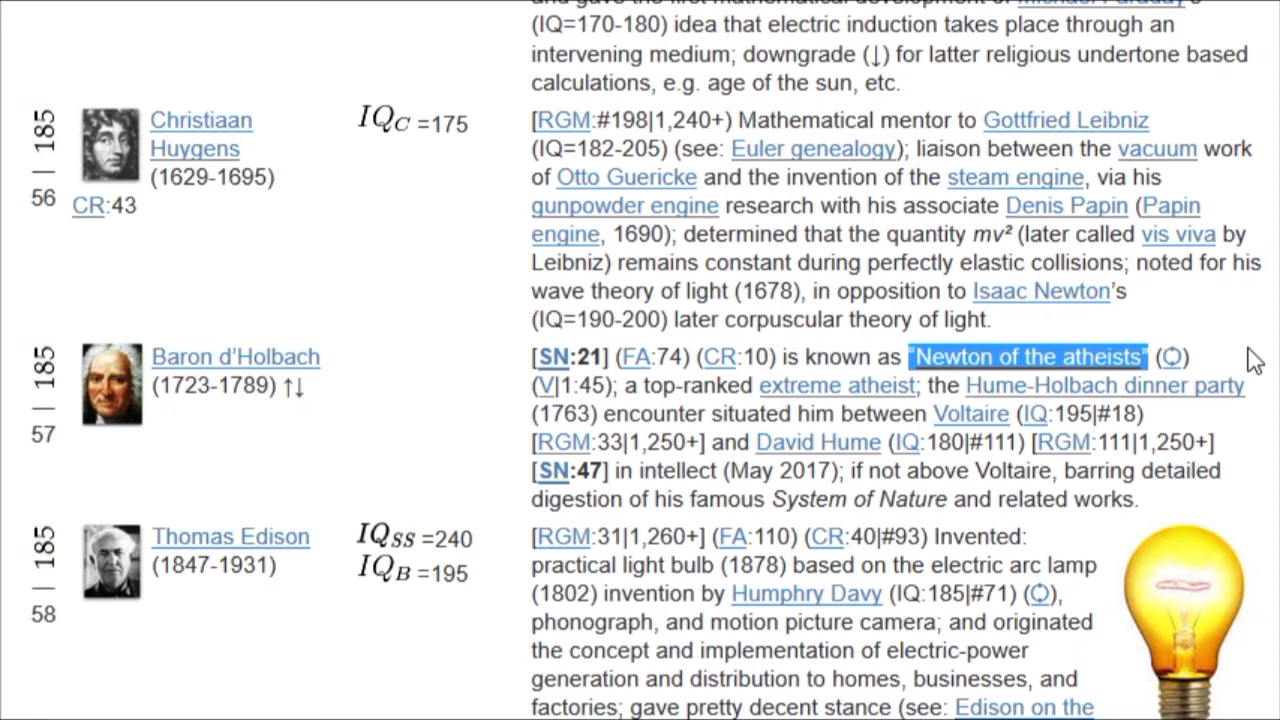 (IQ=170-180) idea that electric induction takes place through an
intervening medium; downgrade (↓) for latter religious undertone based
calculations, e.g. age of the sun, etc.
185
56
Christiaan
Huygens
(1629-1695)
CR:43
IQC =175
[RGM:#198|1,240+) Mathematical mentor to Gottfried Leibniz
(IQ=182-205) (see: Euler genealogy); liaison between the vacuum work
of Otto Guericke and the invention of the steam engine, via his
gunpowder engine research with his associate Denis Papin (Papin
engine, 1690); determined that the quantity mv² (later called vis viva by
Leibniz) remains constant during perfectly elastic collisions; noted for his
wave theory of light (1678), in opposition to Isaac Newton's
(IQ=190-200) later corpuscular theory of light.
185
57
Baron d'Holbach
(1723-1789) ↑↓
[SN:21] (FA:74) (CR:10) is known as "Newton of the atheists" (🗘)
(V|1:45); a top-ranked extreme atheist; the Hume-Holbach dinner party
(1763) encounter situated him between Voltaire (IQ:195|#18)
[RGM:33|1,250+] and David Hume (IQ:180|#111) [RGM:111|1,250+]
[SN:47] in intellect (May 2017); if not above Voltaire, barring detailed
digestion of his famous System of Nature and related works.
185
58
Thomas Edison
(1847-1931)
IQSS =240
IQB =195
[RGM:31|1,260+] (FA:110) (CR:40|#93) Invented:
practical light bulb (1878) based on the electric arc lamp
(1802) invention by Humphry Davy (IQ:185|#71) (🗘),
phonograph, and motion picture camera; and originated
the concept and implementation of electric-power
generation and distribution to homes, businesses, and
factories; gave pretty decent stance (see: Edison on the